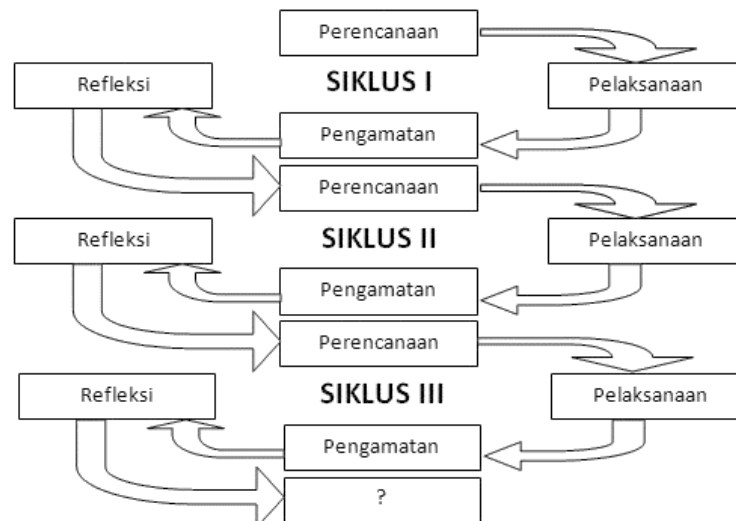 Perencanaan
Refleksi
SIKLUS I
Pelaksanaan
Pengamatan
Perencanaan
Refleksi
SIKLUS II
Pelaksanaan
Pengamatan
Perencanaan
Refleksi
SIKLUS III
Pelaksanaan
Pengamatan
?